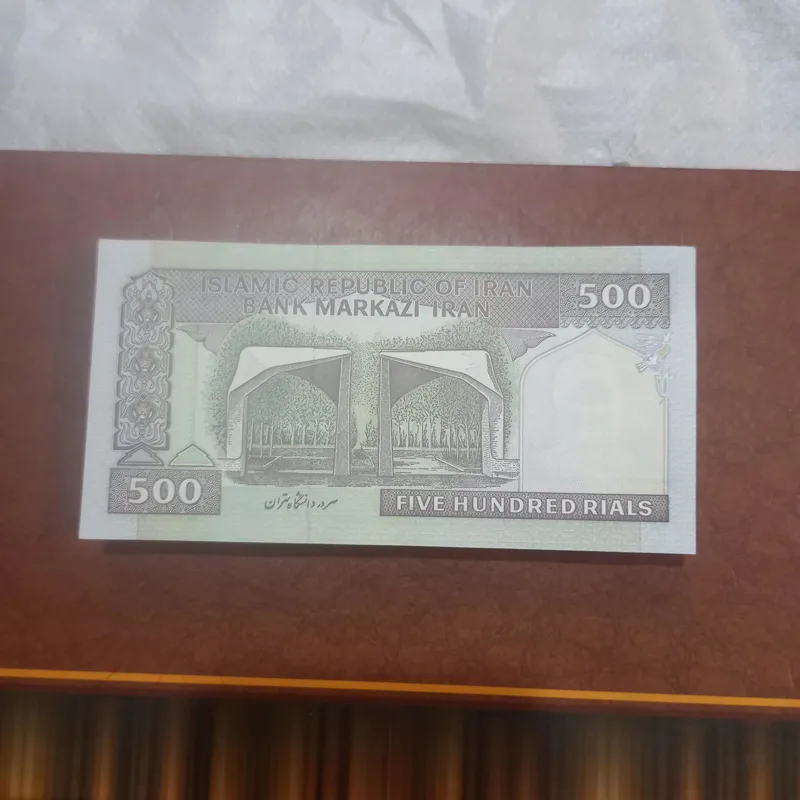 ISLAMIC REPUBLIC OF IRAN
BANK MARKAZI IRAN
500
500
سردر دانشگاه تهران
FIVE HUNDRED RIALS